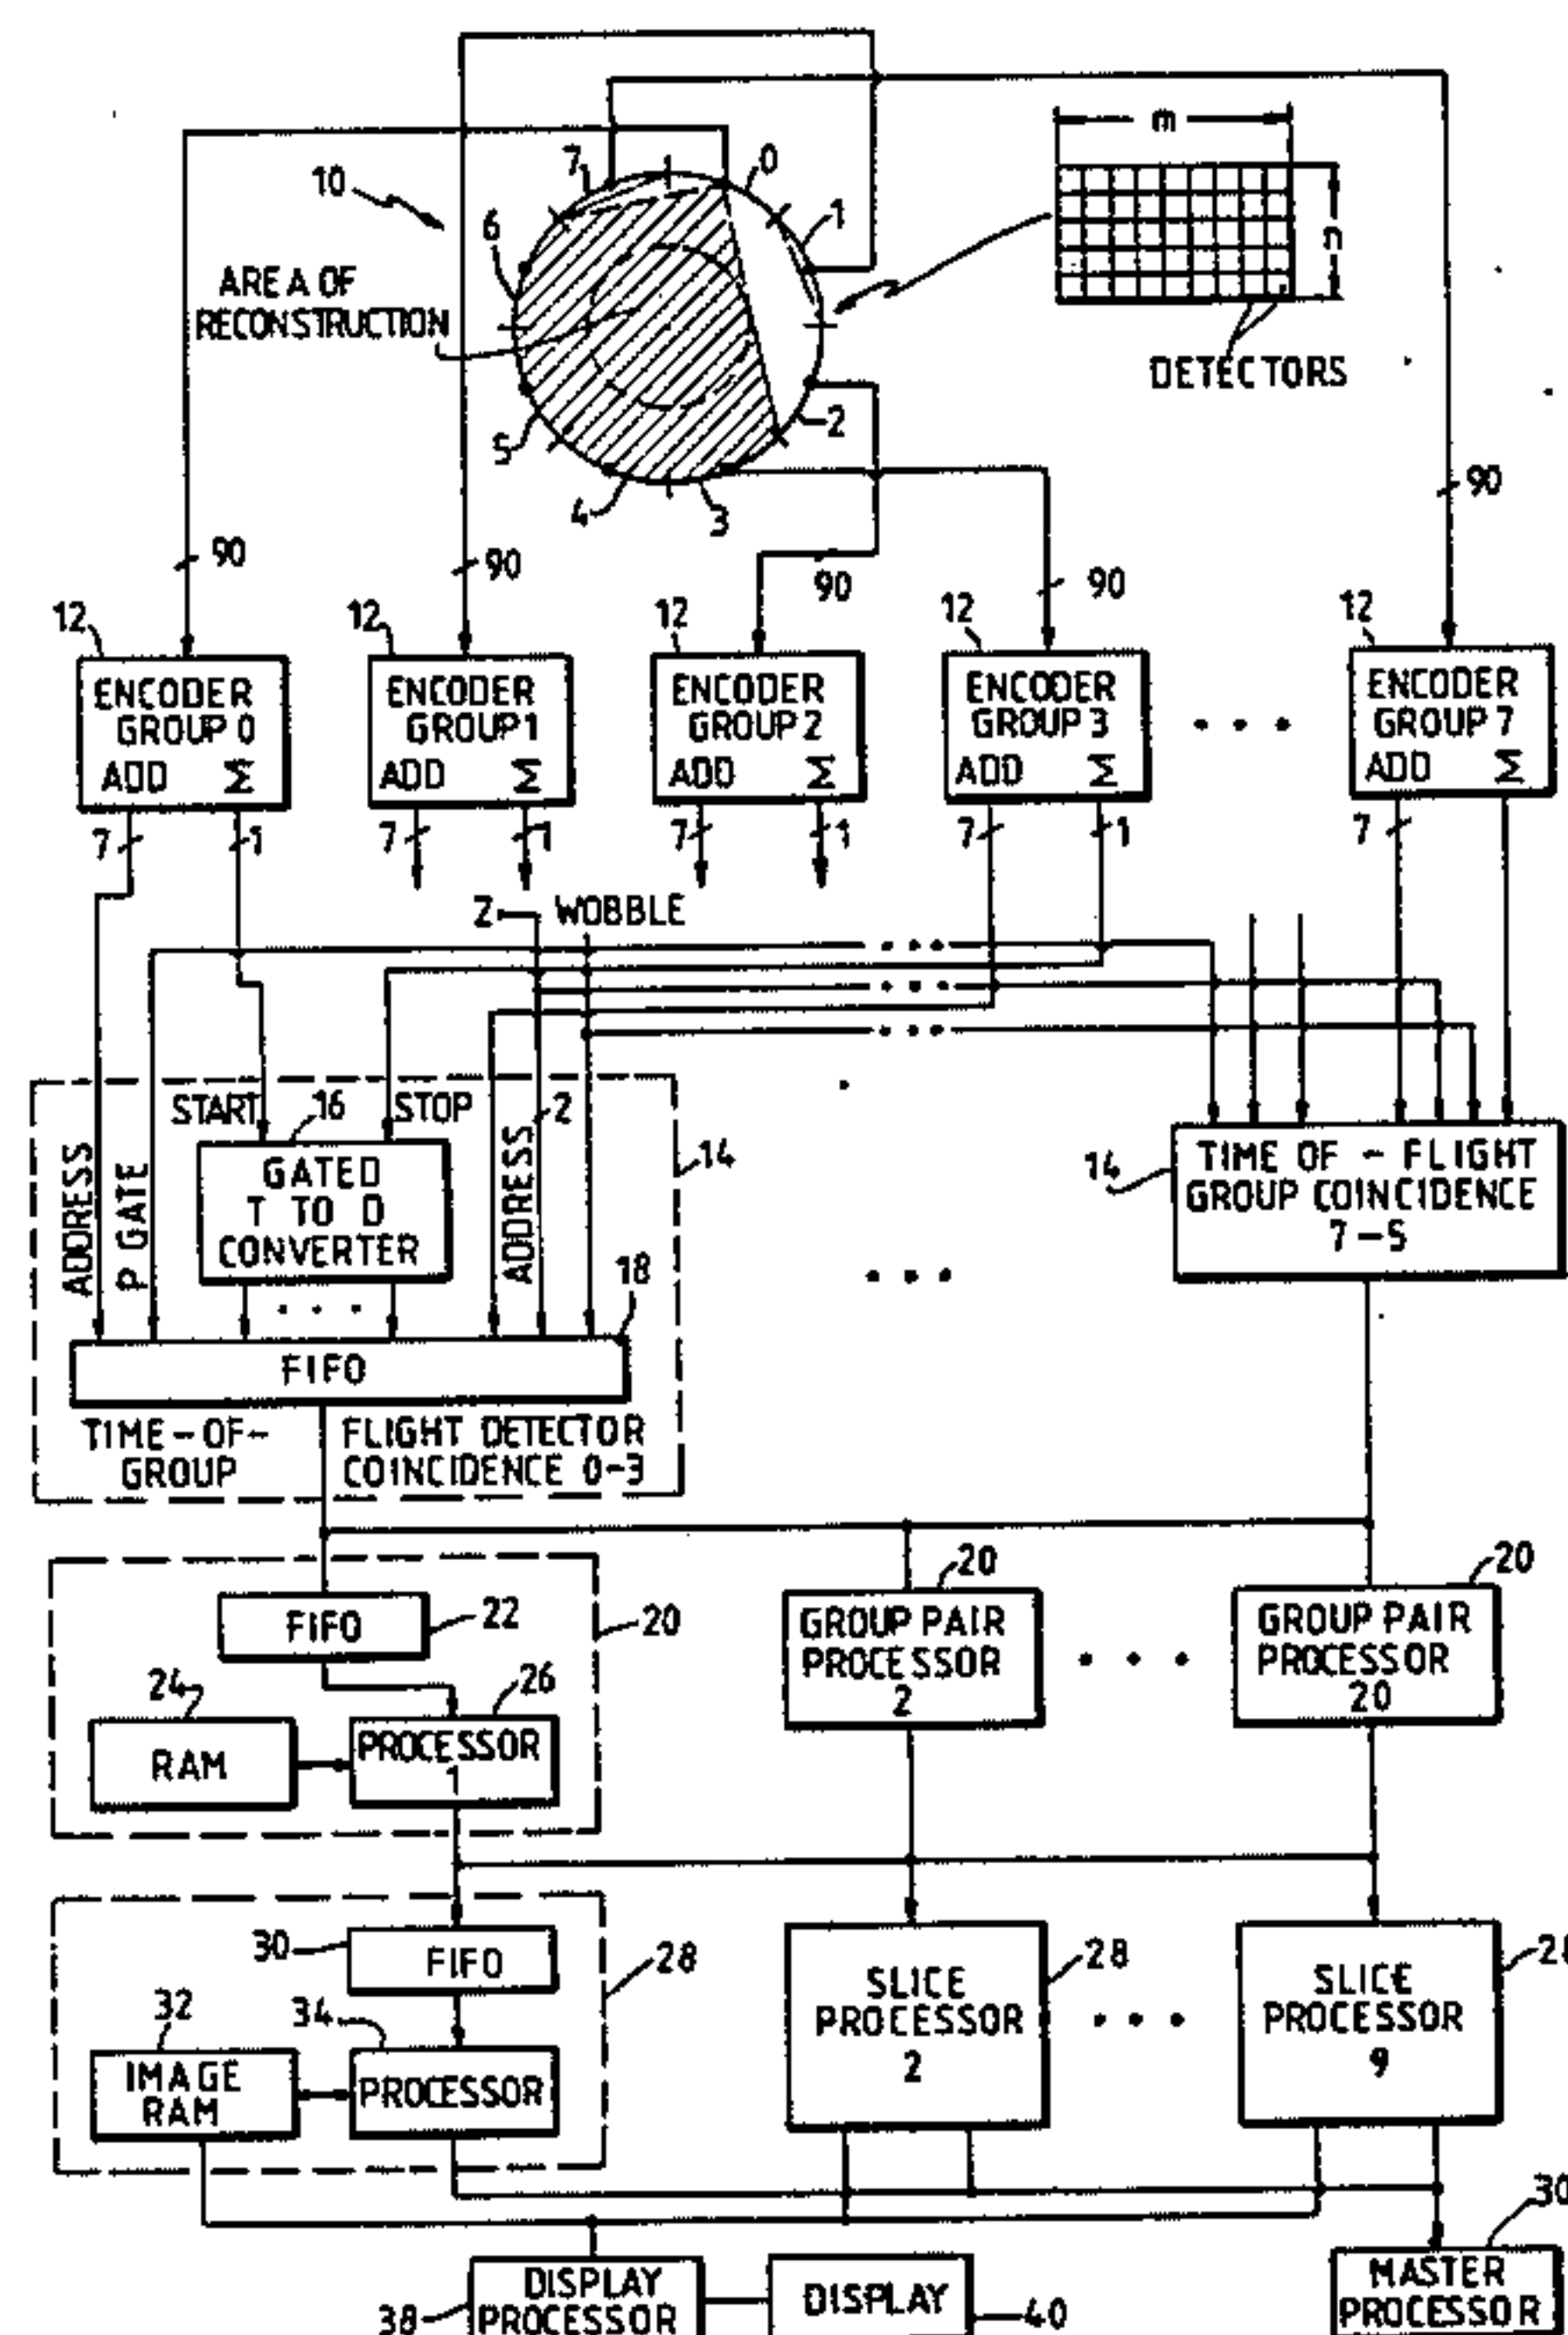 m
7
0
10
1
6
n
AREA OF
RECONSTRUCTION
DETECTORS
2
5
4
3
90
90
90
90
90
12
12
12
12
12
ENCODER
GROUP 0
ADD Σ
ENCODER
GROUP 1
ADD Σ
ENCODER
GROUP 2
ADD Σ
ENCODER
GROUP 3
ADD Σ
ENCODER
GROUP 7
ADD Σ
7
1
7
1
7
1
7
1
7
2
WOBBLE
START
16
STOP
2
ADDRESS
P GATE
ADDRESS
14
GATED
T TO D
CONVERTER
14
TIME OF - FLIGHT
GROUP COINCIDENCE
7-5
18
FIFO
TIME-OF-
GROUP
FLIGHT DETECTOR
COINCIDENCE 0-3
20
20
FIFO
22
20
GROUP PAIR
PROCESSOR
2
GROUP PAIR
PROCESSOR
20
24
26
RAM
PROCESSOR
1
30
FIFO
28
28
28
SLICE
PROCESSOR
2
SLICE
PROCESSOR
9
32
34
IMAGE
RAM
PROCESSOR
30
DISPLAY
PROCESSOR
38
DISPLAY
40
MASTER
PROCESSOR